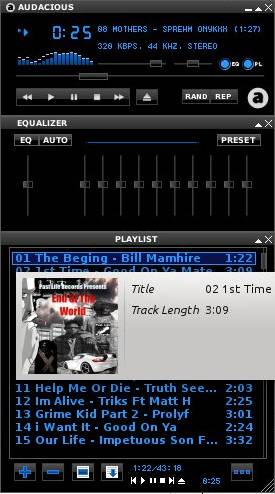 AUDACIOUS
0:25
08 MOTHERS - SPREHM ONYKHX (1:27)
320 KBPS, 44 KHZ, STEREO
EQ PL
RAND REP
a
EQUALIZER
EQ AUTO PRESET
PLAYLIST
01 The Beging - Bill Mamhire 1:22
02 1st Time - Good On Ya Mate 3:09
PastLife Records Presents
End of The
World
Title 02 1st Time
Track Length 3:09
11 Help Me Or Die - Truth See... 2:03
12 Im Alive - Triks Ft Matt H 2:25
13 Grime Kid Part 2 - Prolyf 3:01
14 i Want It - Good On Ya 2:24
15 Our Life - Impetuous Son F... 3:32
1:22/43:18
0:25